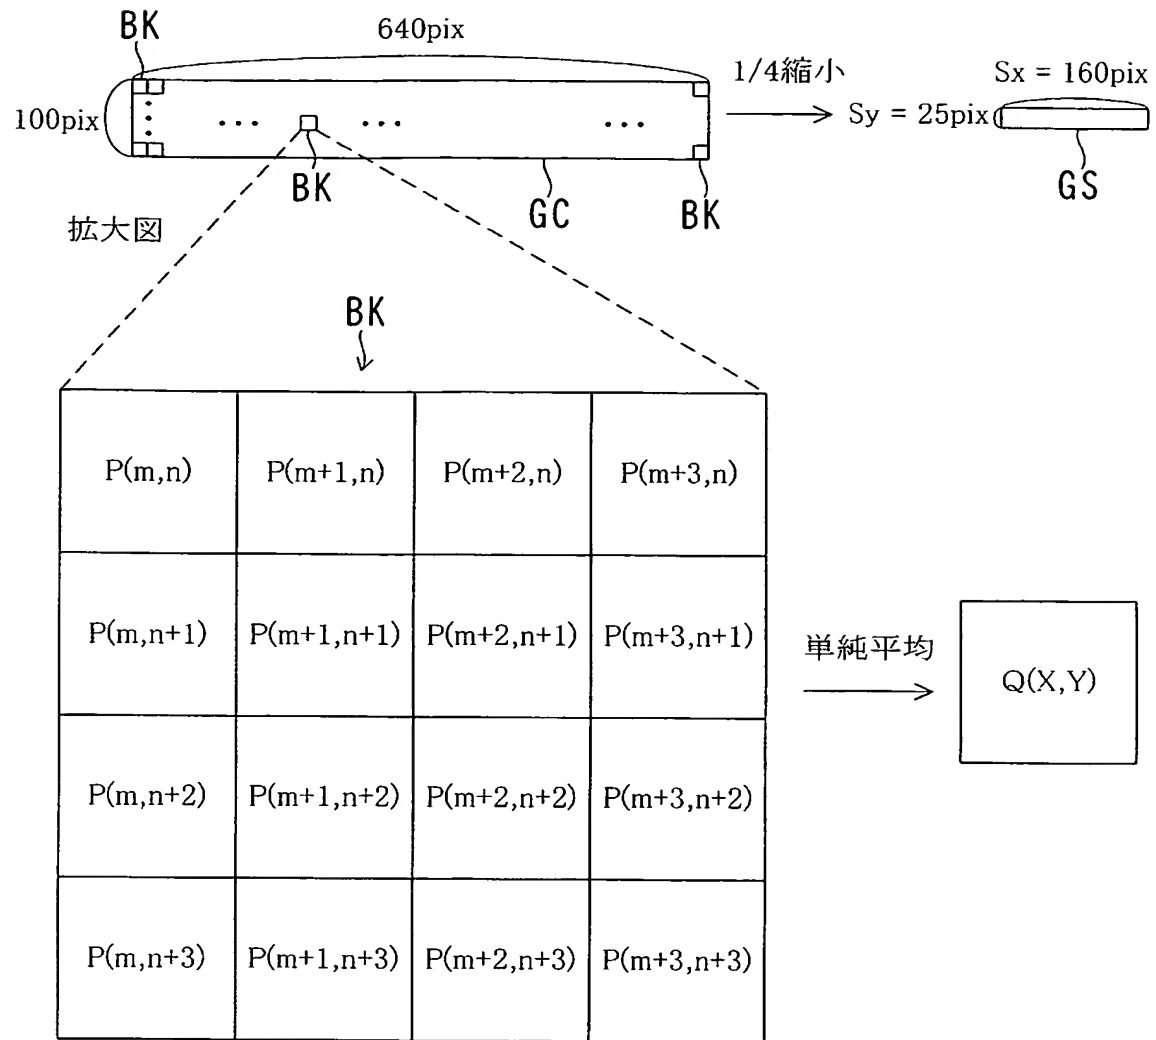 BK
640pix
1/4縮小
Sx = 160pix
100pix
Sy = 25pix
BK
GC
BK
GS
拡大図
BK
P(m,n) P(m+1,n) P(m+2,n) P(m+3,n)
P(m,n+1) P(m+1,n+1) P(m+2,n+1) P(m+3,n+1)
単純平均
Q(X,Y)
P(m,n+2) P(m+1,n+2) P(m+2,n+2) P(m+3,n+2)
P(m,n+3) P(m+1,n+3) P(m+2,n+3) P(m+3,n+3)